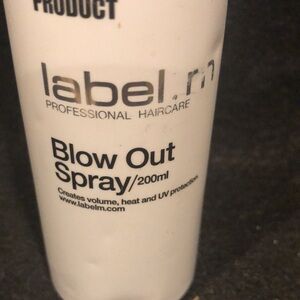 PRODUCT
label.m
PROFESSIONAL HAIRCARE
Blow Out
Spray/200ml
Creates volume, heat and UV protection
www.labelm.com